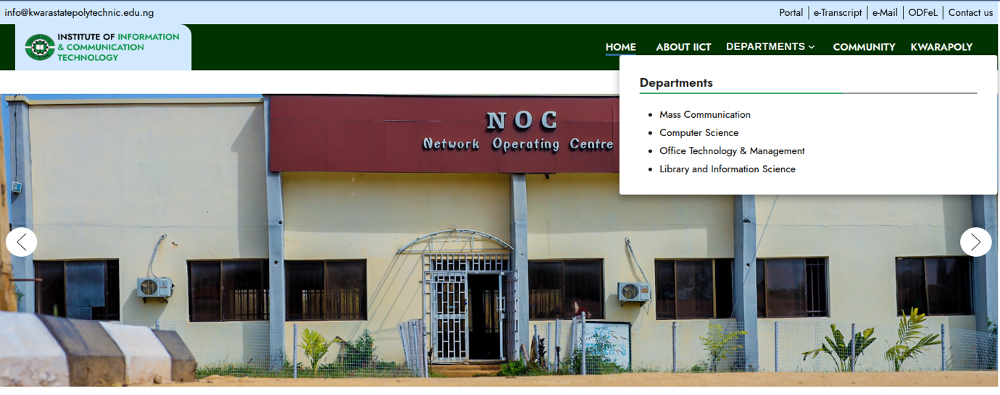 info@kwarastatepolytechnic.edu.ng
Portal | e-Transcript | e-Mail | ODFeL | Contact us
INSTITUTE OF INFORMATION
& COMMUNICATION
TECHNOLOGY
HOME ABOUT IICT DEPARTMENTS COMMUNITY KWARAPOLY
Departments
Mass Communication
Computer Science
Office Technology & Management
Library and Information Science
NOC
Network Operating Centre